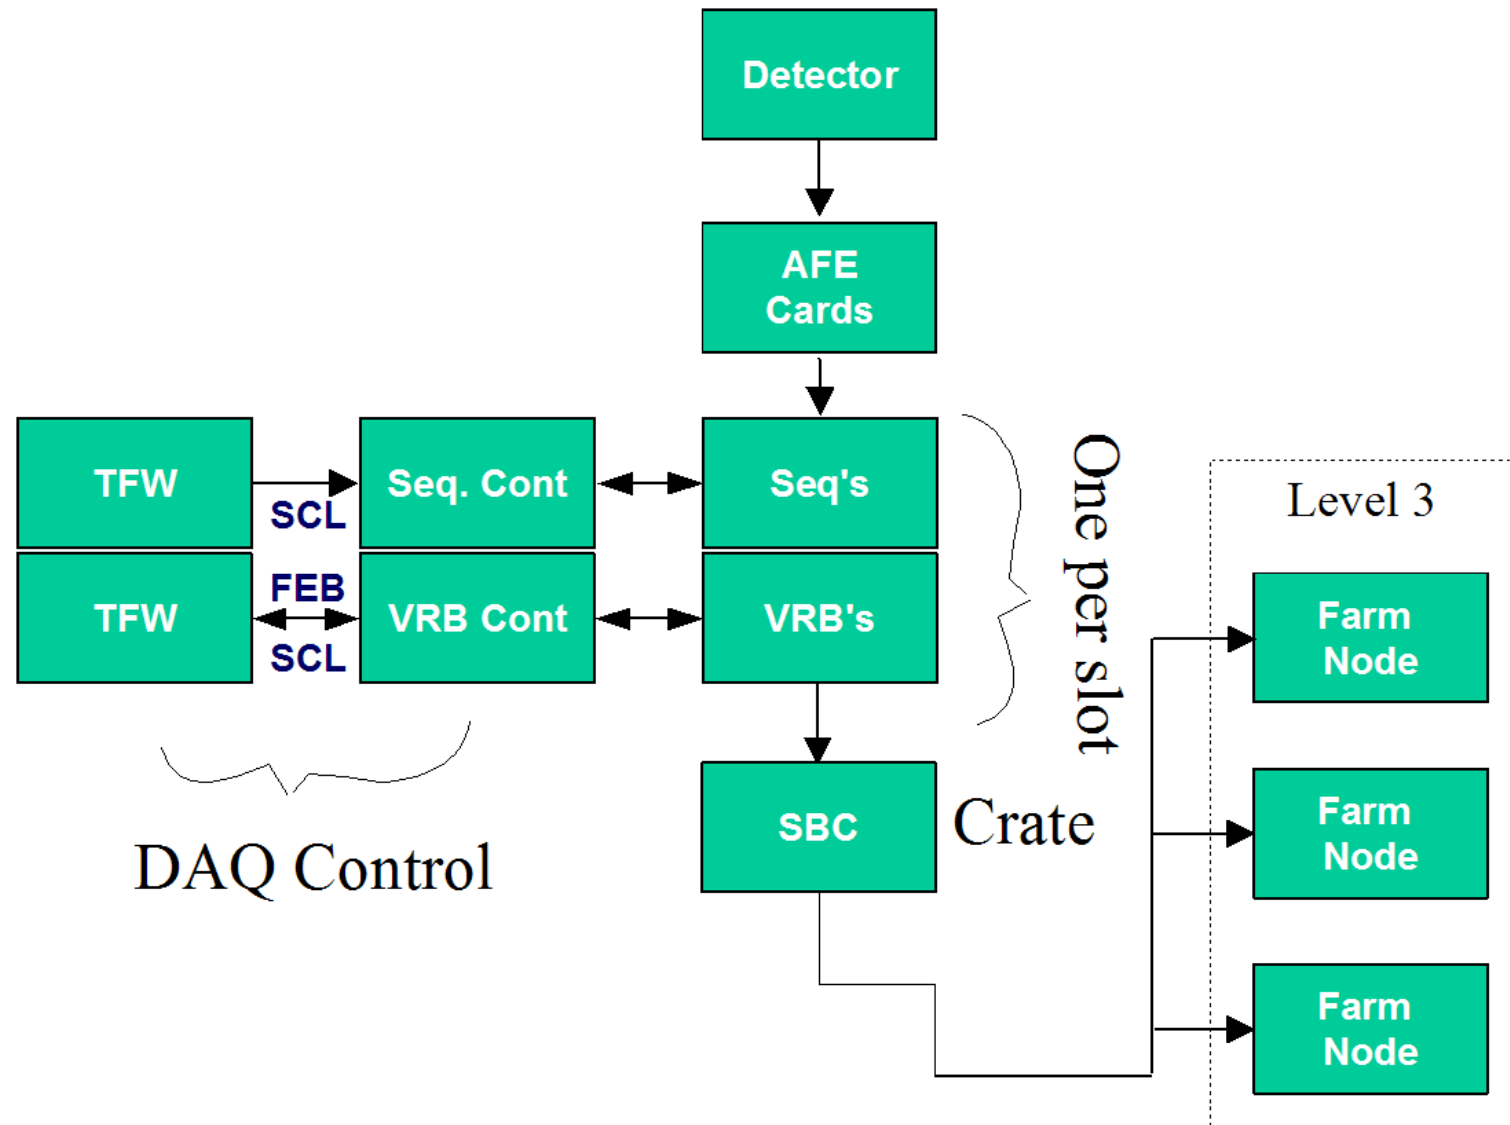 Detector
AFE
Cards
TFW
SCL
Seq. Cont
Seq's
TFW
FEB
SCL
VRB Cont
VRB's
One per slot
Level 3
Farm
Node
DAQ Control
SBC
Crate
Farm
Node
Farm
Node